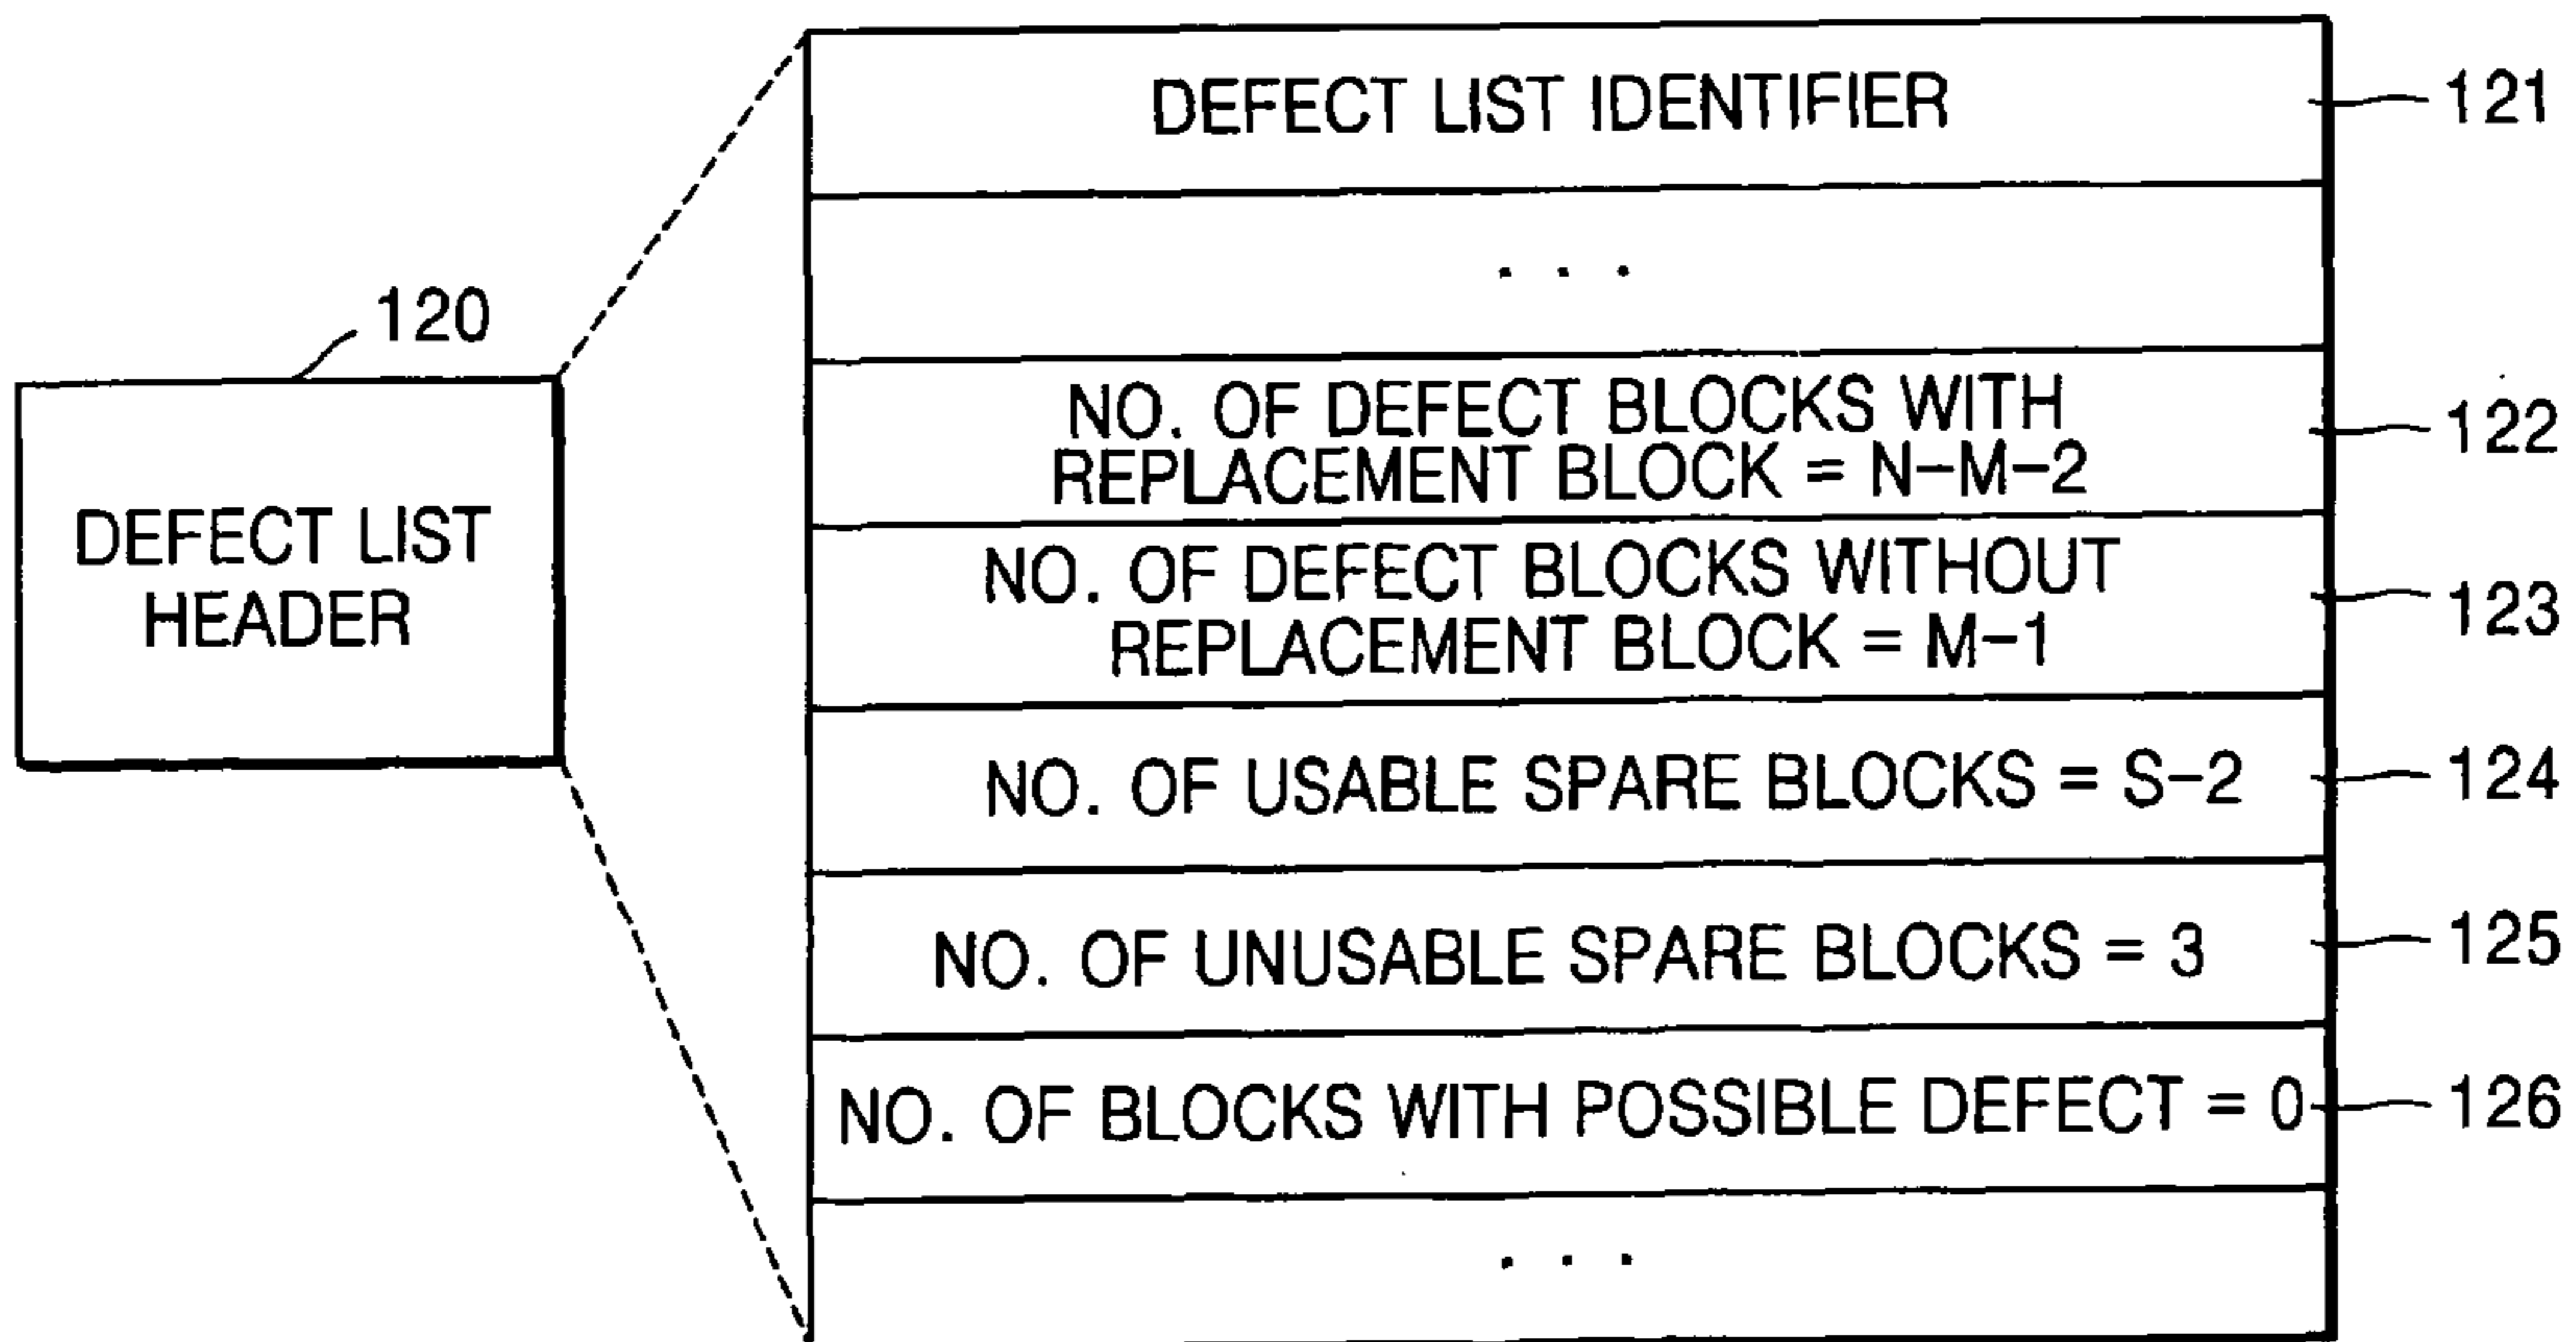 DEFECT LIST IDENTIFIER
121
. . .
120
DEFECT LIST
HEADER
NO. OF DEFECT BLOCKS WITH
REPLACEMENT BLOCK = N-M-2
122
NO. OF DEFECT BLOCKS WITHOUT
REPLACEMENT BLOCK = M-1
123
NO. OF USABLE SPARE BLOCKS = S-2
124
NO. OF UNUSABLE SPARE BLOCKS = 3
125
NO. OF BLOCKS WITH POSSIBLE DEFECT = 0
126
. . .